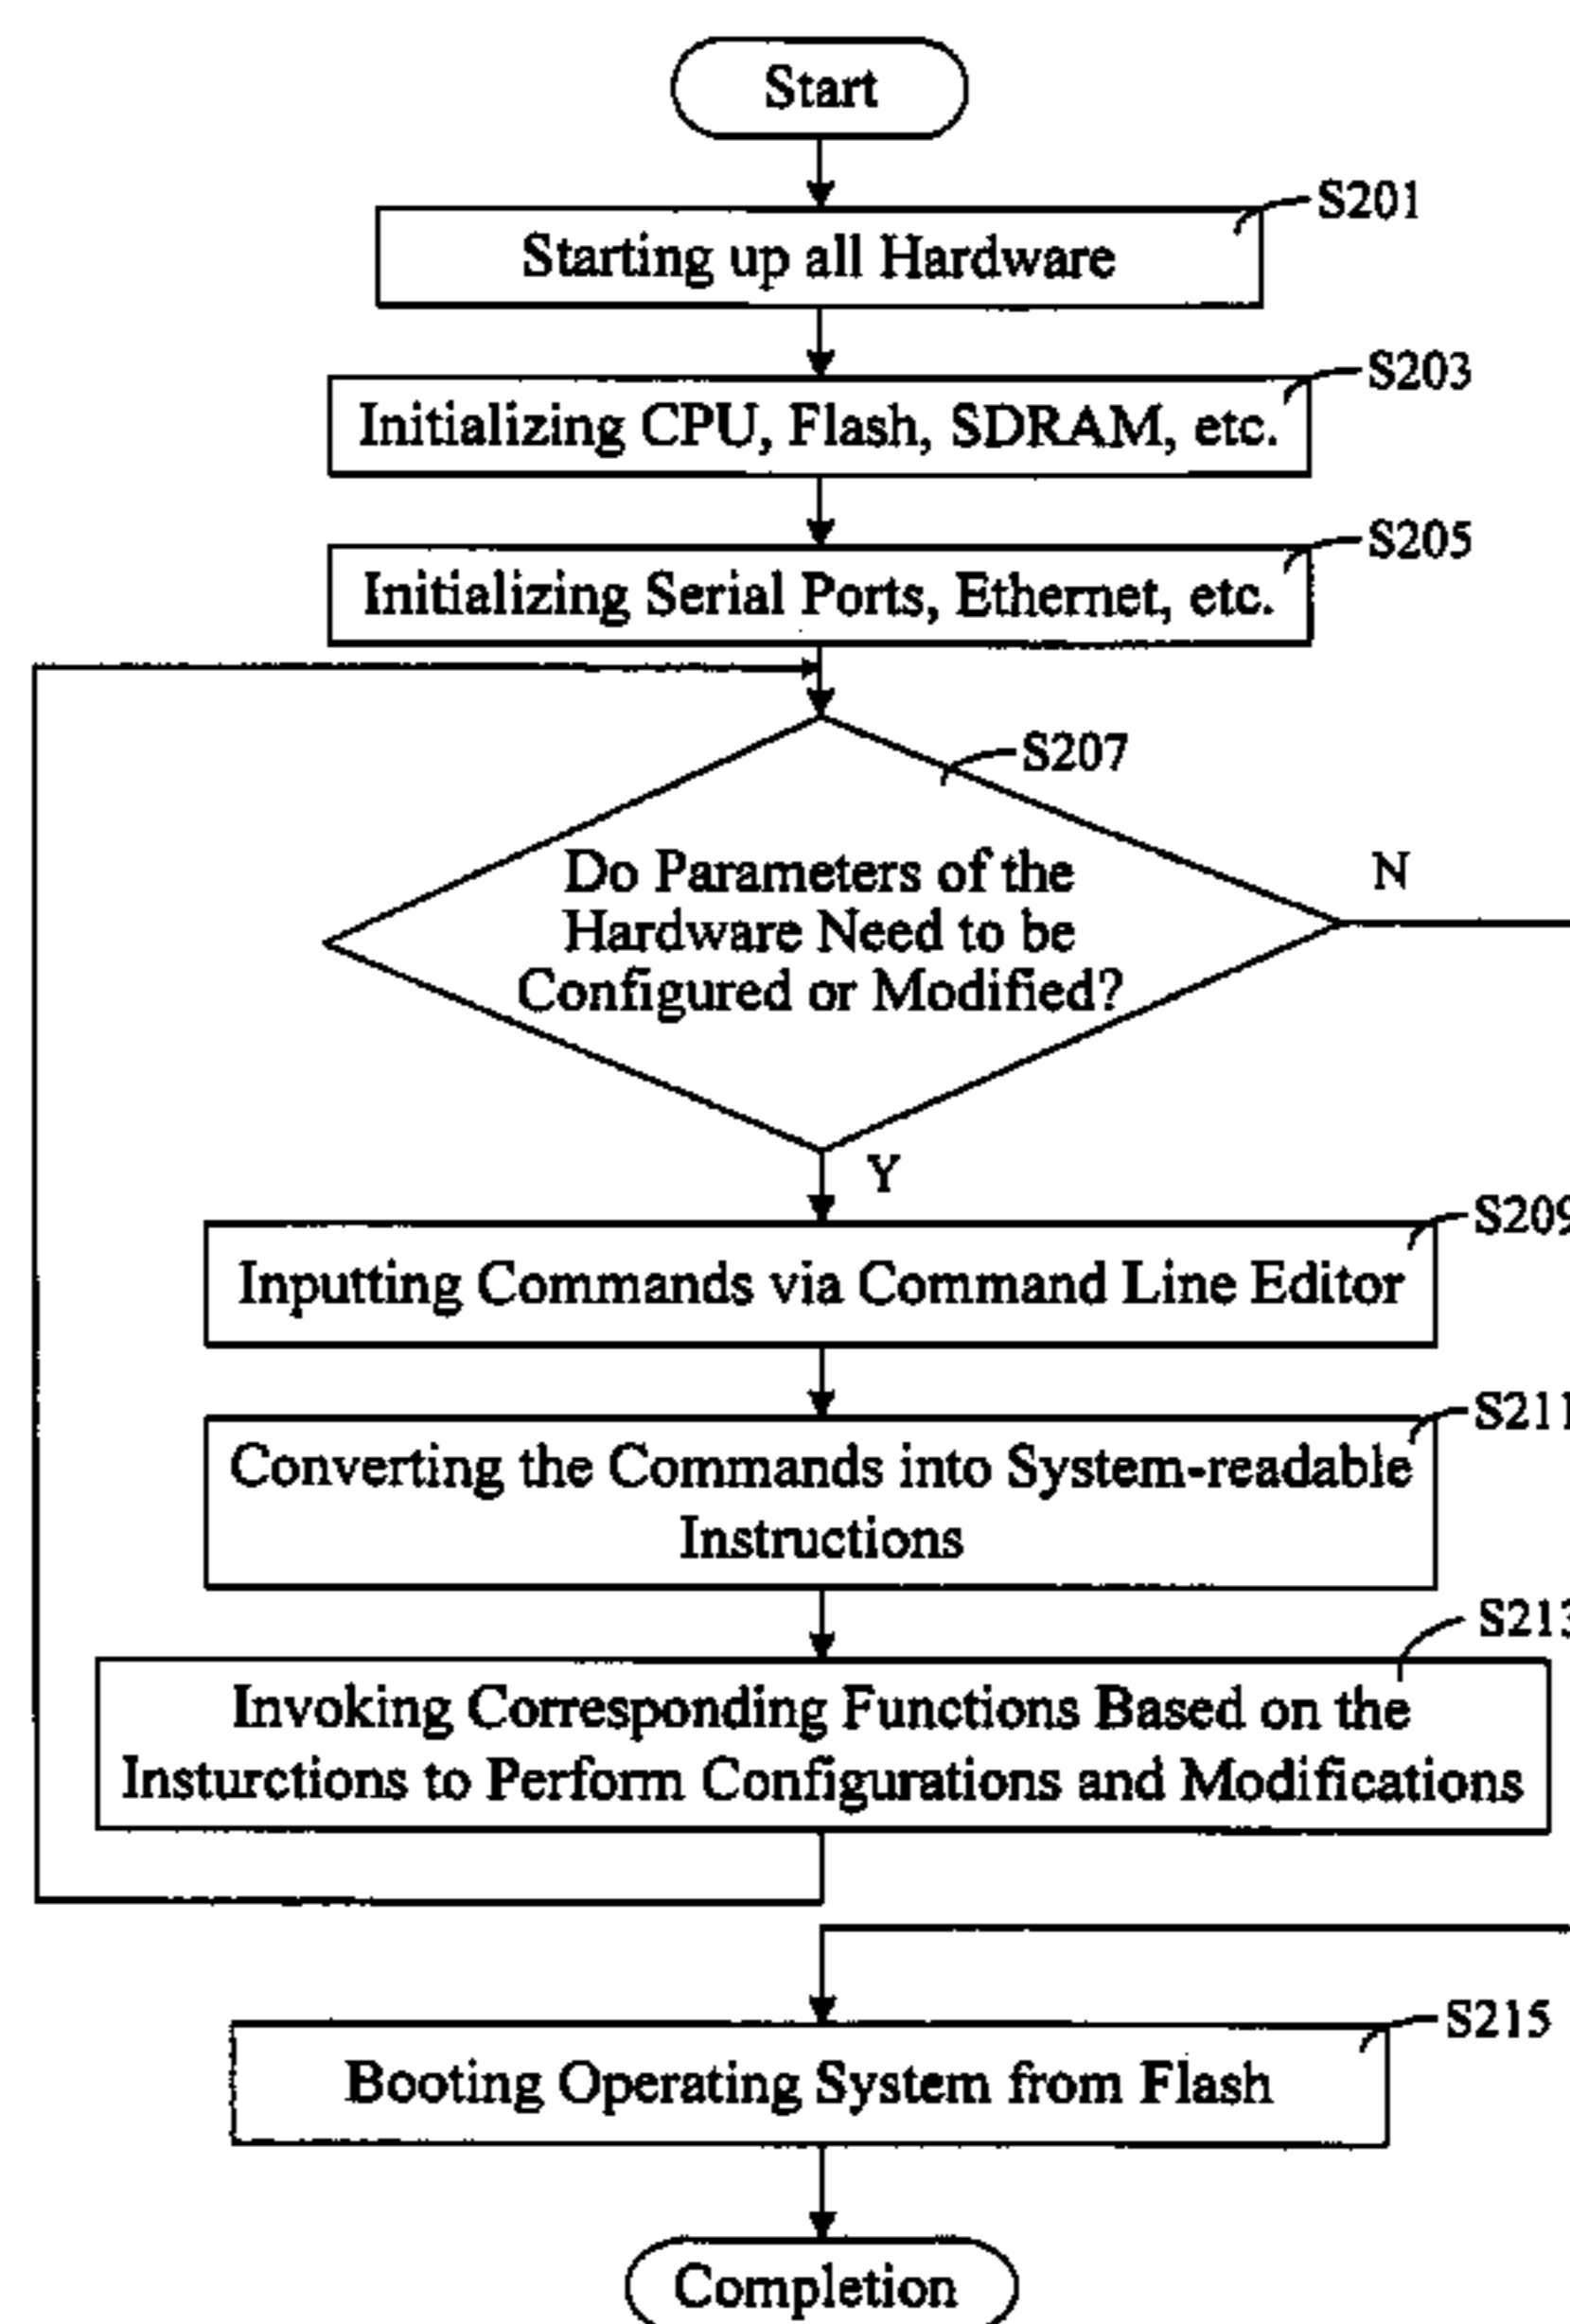 Start
S201
Starting up all Hardware
S203
Initializing CPU, Flash, SDRAM, etc.
S205
Initializing Serial Ports, Ethernet, etc.
S207
Do Parameters of the
Hardware Need to be
Configured or Modified?
N
Y
S209
Inputting Commands via Command Line Editor
S211
Converting the Commands into System-readable
Instructions
S213
Invoking Corresponding Functions Based on the
Insturctions to Perform Configurations and Modifications
S215
Booting Operating System from Flash
Completion